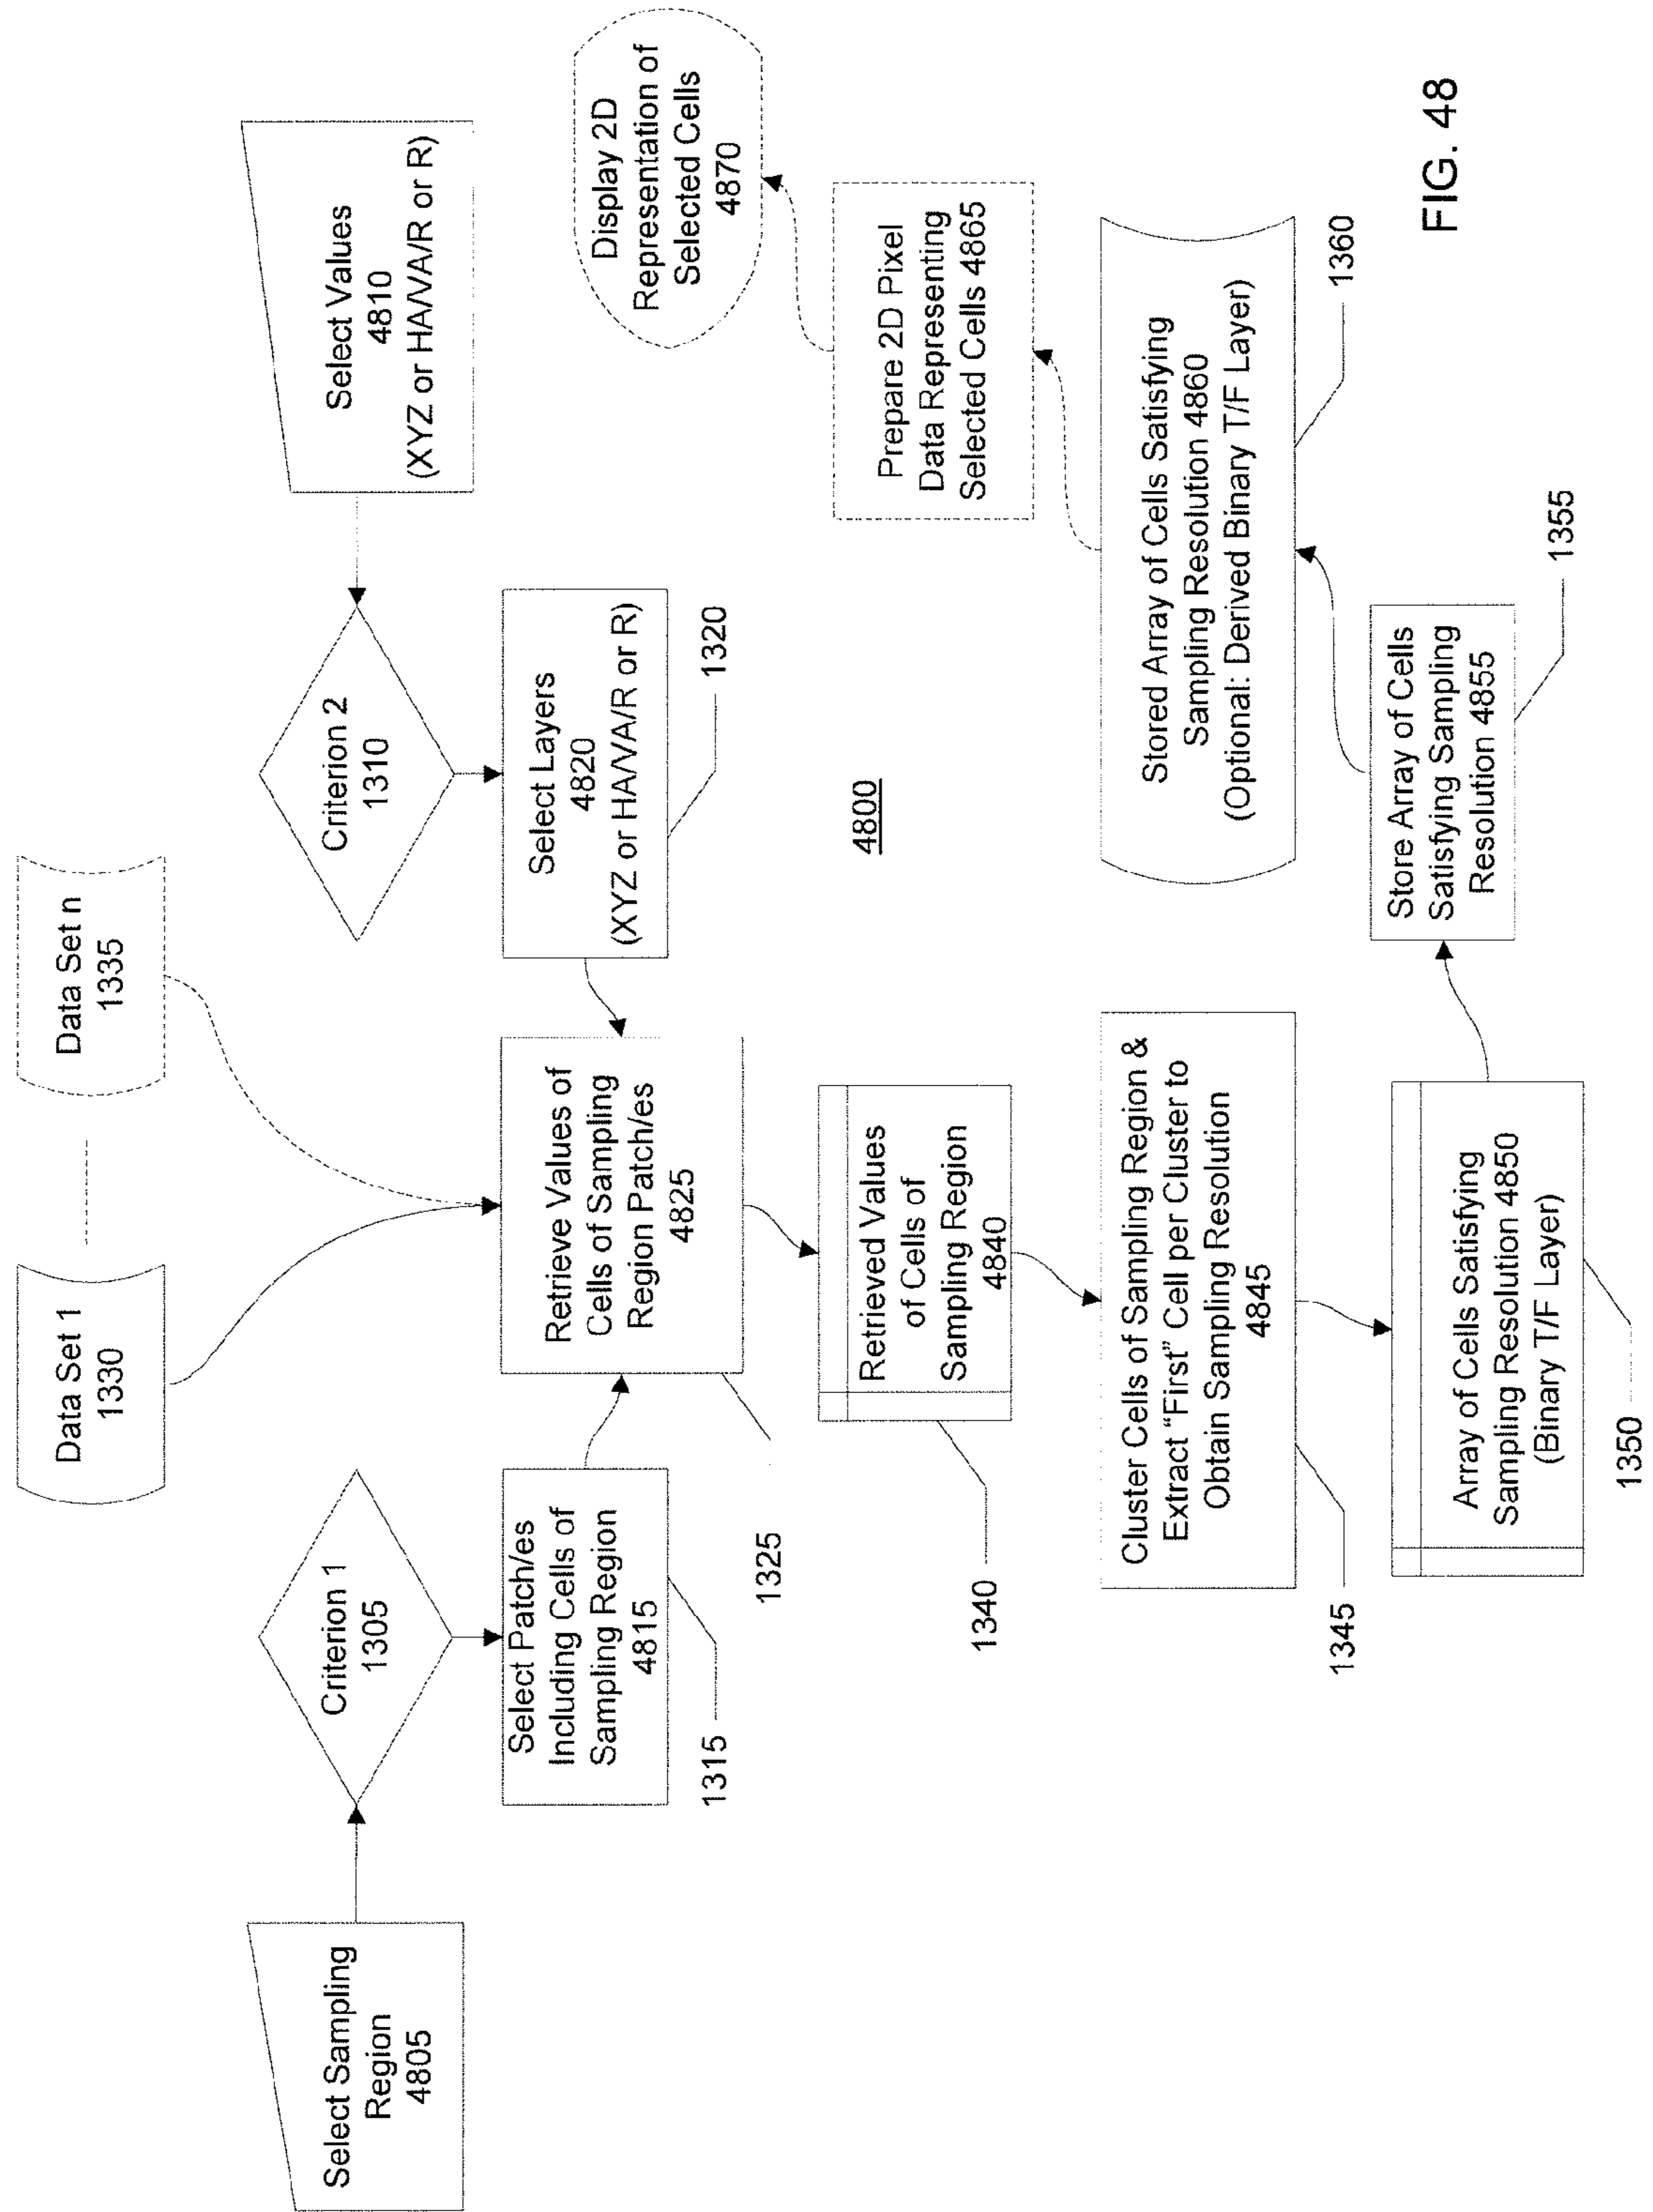 Data Set 1
1330
Data Set n
1335
Select Sampling
Region
4805
Criterion 1
1305
Criterion 2
1310
Select Values
4810
(XYZ or HA/VA/R or R)
Select Patch/es
Including Cells of
Sampling Region
4815
1315
Retrieve Values of
Cells of Sampling
Region Patch/es
4825
1325
Select Layers
4820
(XYZ or HA/VA/R or R)
1320
Retrieved Values
of Cells of
Sampling Region
4840
1340
4800
Cluster Cells of Sampling Region &
Extract "First" Cell per Cluster to
Obtain Sampling Resolution
4845
1345
Array of Cells Satisfying
Sampling Resolution 4850
(Binary T/F Layer)
1350
Store Array of Cells
Satisfying Sampling
Resolution 4855
1355
Stored Array of Cells Satisfying
Sampling Resolution 4860
(Optional: Derived Binary T/F Layer)
1360
Prepare 2D Pixel
Data Representing
Selected Cells 4865
Display 2D
Representation of
Selected Cells
4870
FIG. 48